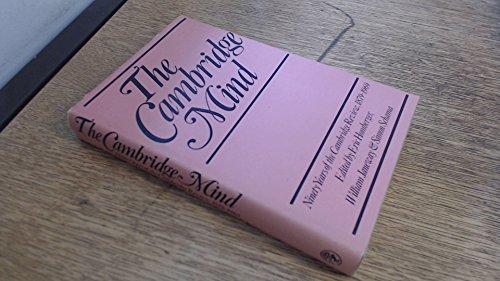 The
Cambridge
Mind
Ninety Years of the Cambridge Review, 1879-1969
Edited by Eric Homberger,
William Janeway & Simon Schama
The Cambridge Mind